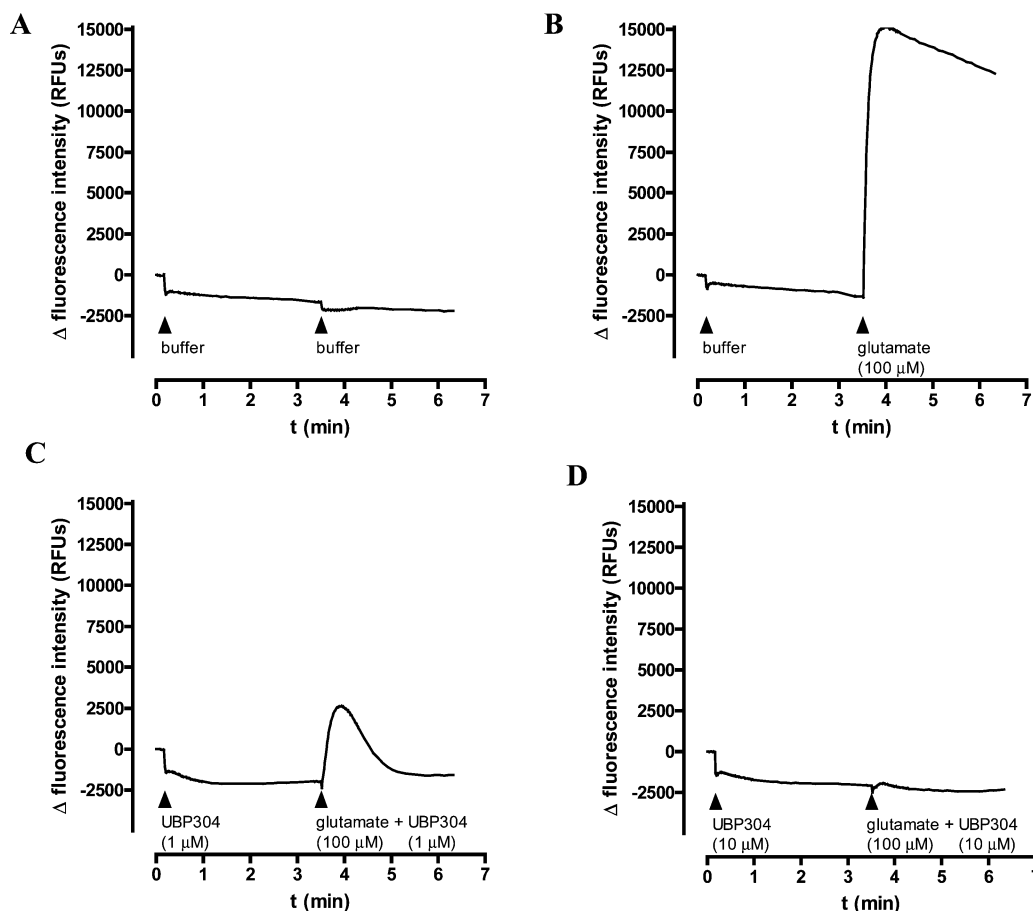 A
Δ fluorescence intensity (RFUs)
15000
12500
10000
7500
5000
2500
0
-2500
buffer
buffer
0 1 2 3 4 5 6 7
t (min)
B
Δ fluorescence intensity (RFUs)
15000
12500
10000
7500
5000
2500
0
-2500
buffer
glutamate
(100 μM)
0 1 2 3 4 5 6 7
t (min)
C
Δ fluorescence intensity (RFUs)
15000
12500
10000
7500
5000
2500
0
-2500
UBP304
(1 μM)
glutamate + UBP304
(100 μM) (1 μM)
0 1 2 3 4 5 6 7
t (min)
D
Δ fluorescence intensity (RFUs)
15000
12500
10000
7500
5000
2500
0
-2500
UBP304
(10 μM)
glutamate + UBP304
(100 μM) (10 μM)
0 1 2 3 4 5 6
t (min)